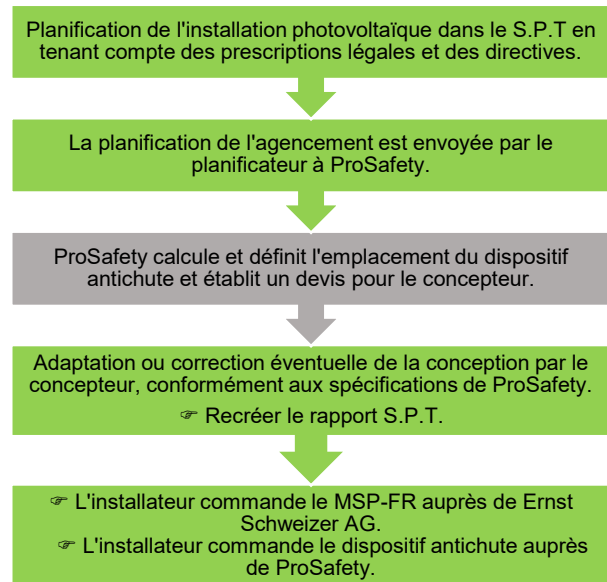 Planification de l'installation photovoltaïque dans le S.P.T en
tenant compte des prescriptions légales et des directives.
La planification de l'agencement est envoyée par le
planificateur à ProSafety.
ProSafety calcule et définit l'emplacement du dispositif
antichute et établit un devis pour le concepteur.
Adaptation ou correction éventuelle de la conception par le
concepteur, conformément aux spécifications de ProSafety.
☞ Recréer le rapport S.P.T.
☞ L'installateur commande le MSP-FR auprès de Ernst
Schweizer AG.
☞ L'installateur commande le dispositif antichute auprès
de ProSafety.